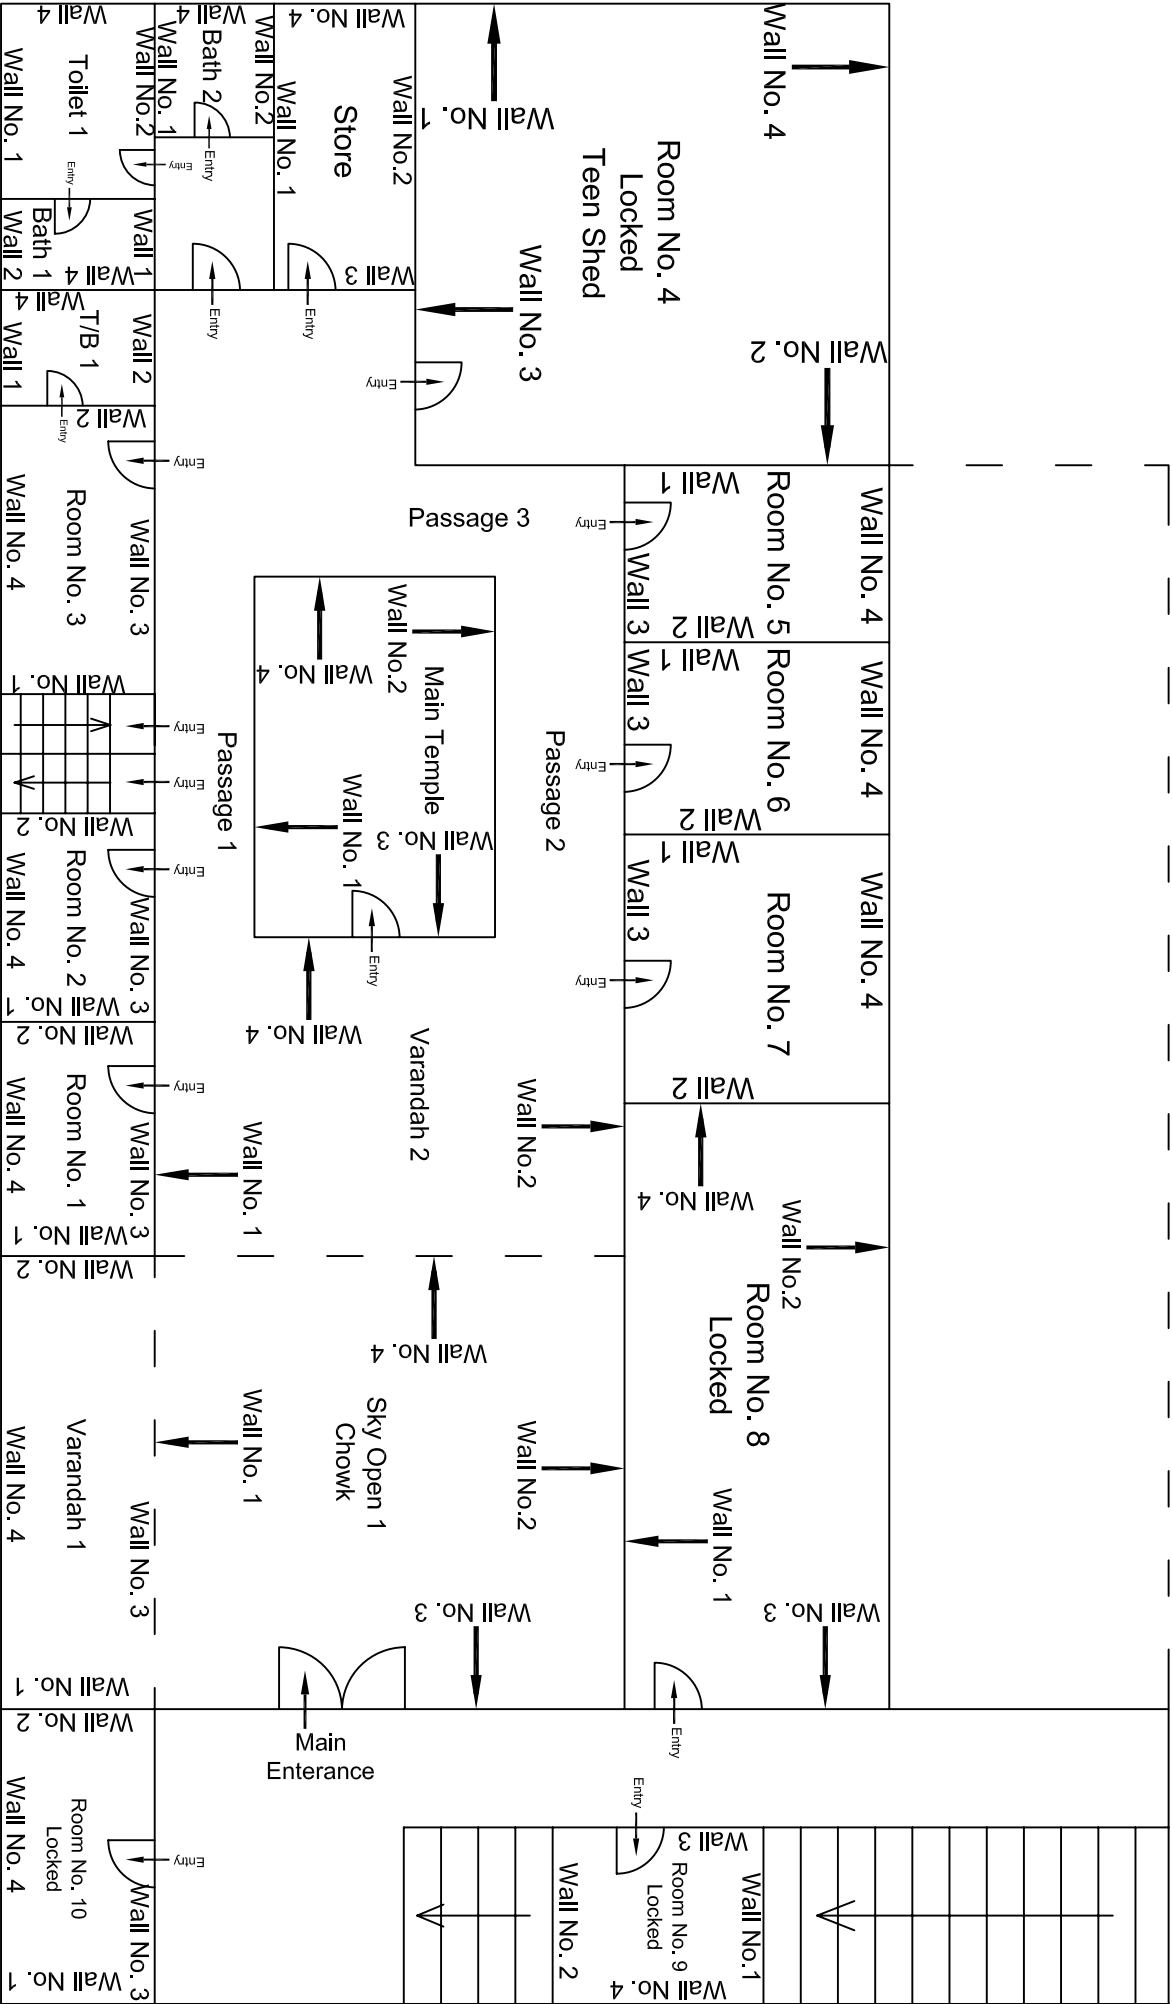 Wall 4
Toilet 1
Wall No. 1
Wall No.2
Entry
Entry
Wall 4
Bath 2
Wall No. 1
Wall No.2
Entry
Entry
Wall No. 4
Store
Wall No. 1
Wall No.2
Wall 3
Entry
Wall No. 1
Wall No. 4
Room No. 4
Locked
Teen Shed
Wall No. 3
Wall No. 2
Entry
Wall 1
Bath 1
Wall 2
Wall 4
Wall 4
T/B 1
Wall 2
Wall 1
Entry
Wall 2
Entry
Room No. 3
Wall No. 3
Wall No. 4
Wall No. 1
Passage 3
Wall 1
Room No. 5
Wall No. 4
Entry
Wall 3
Wall 2
Wall 1
Room No. 6
Wall No. 4
Wall 3
Entry
Wall 2
Wall 1
Room No. 7
Wall No. 4
Wall 3
Entry
Wall 2
Wall No. 4
Wall No.2
Main Temple
Wall No. 1
Wall No. 3
Entry
Passage 1
Passage 2
Entry
Entry
Wall No. 2
Entry
Room No. 2
Wall No. 3
Wall No. 4
Wall No. 1
Wall No. 2
Entry
Room No. 1
Wall No. 3
Wall No. 4
Wall No. 1
Wall No. 4
Varandah 2
Wall No.2
Wall No. 1
Wall No. 4
Wall No.2
Room No. 8
Locked
Wall No. 1
Wall No. 3
Entry
Wall No. 2
Varandah 1
Wall No. 4
Wall No. 3
Wall No. 1
Wall No. 4
Wall No. 1
Sky Open 1
Chowk
Wall No.2
Wall No. 3
Main
Enterance
Wall No. 2
Room No. 10
Locked
Wall No. 4
Entry
Wall No. 3
Wall No. 1
Entry
Wall 3
Wall No. 2
Room No. 9
Locked
Wall No.1
Wall No. 4